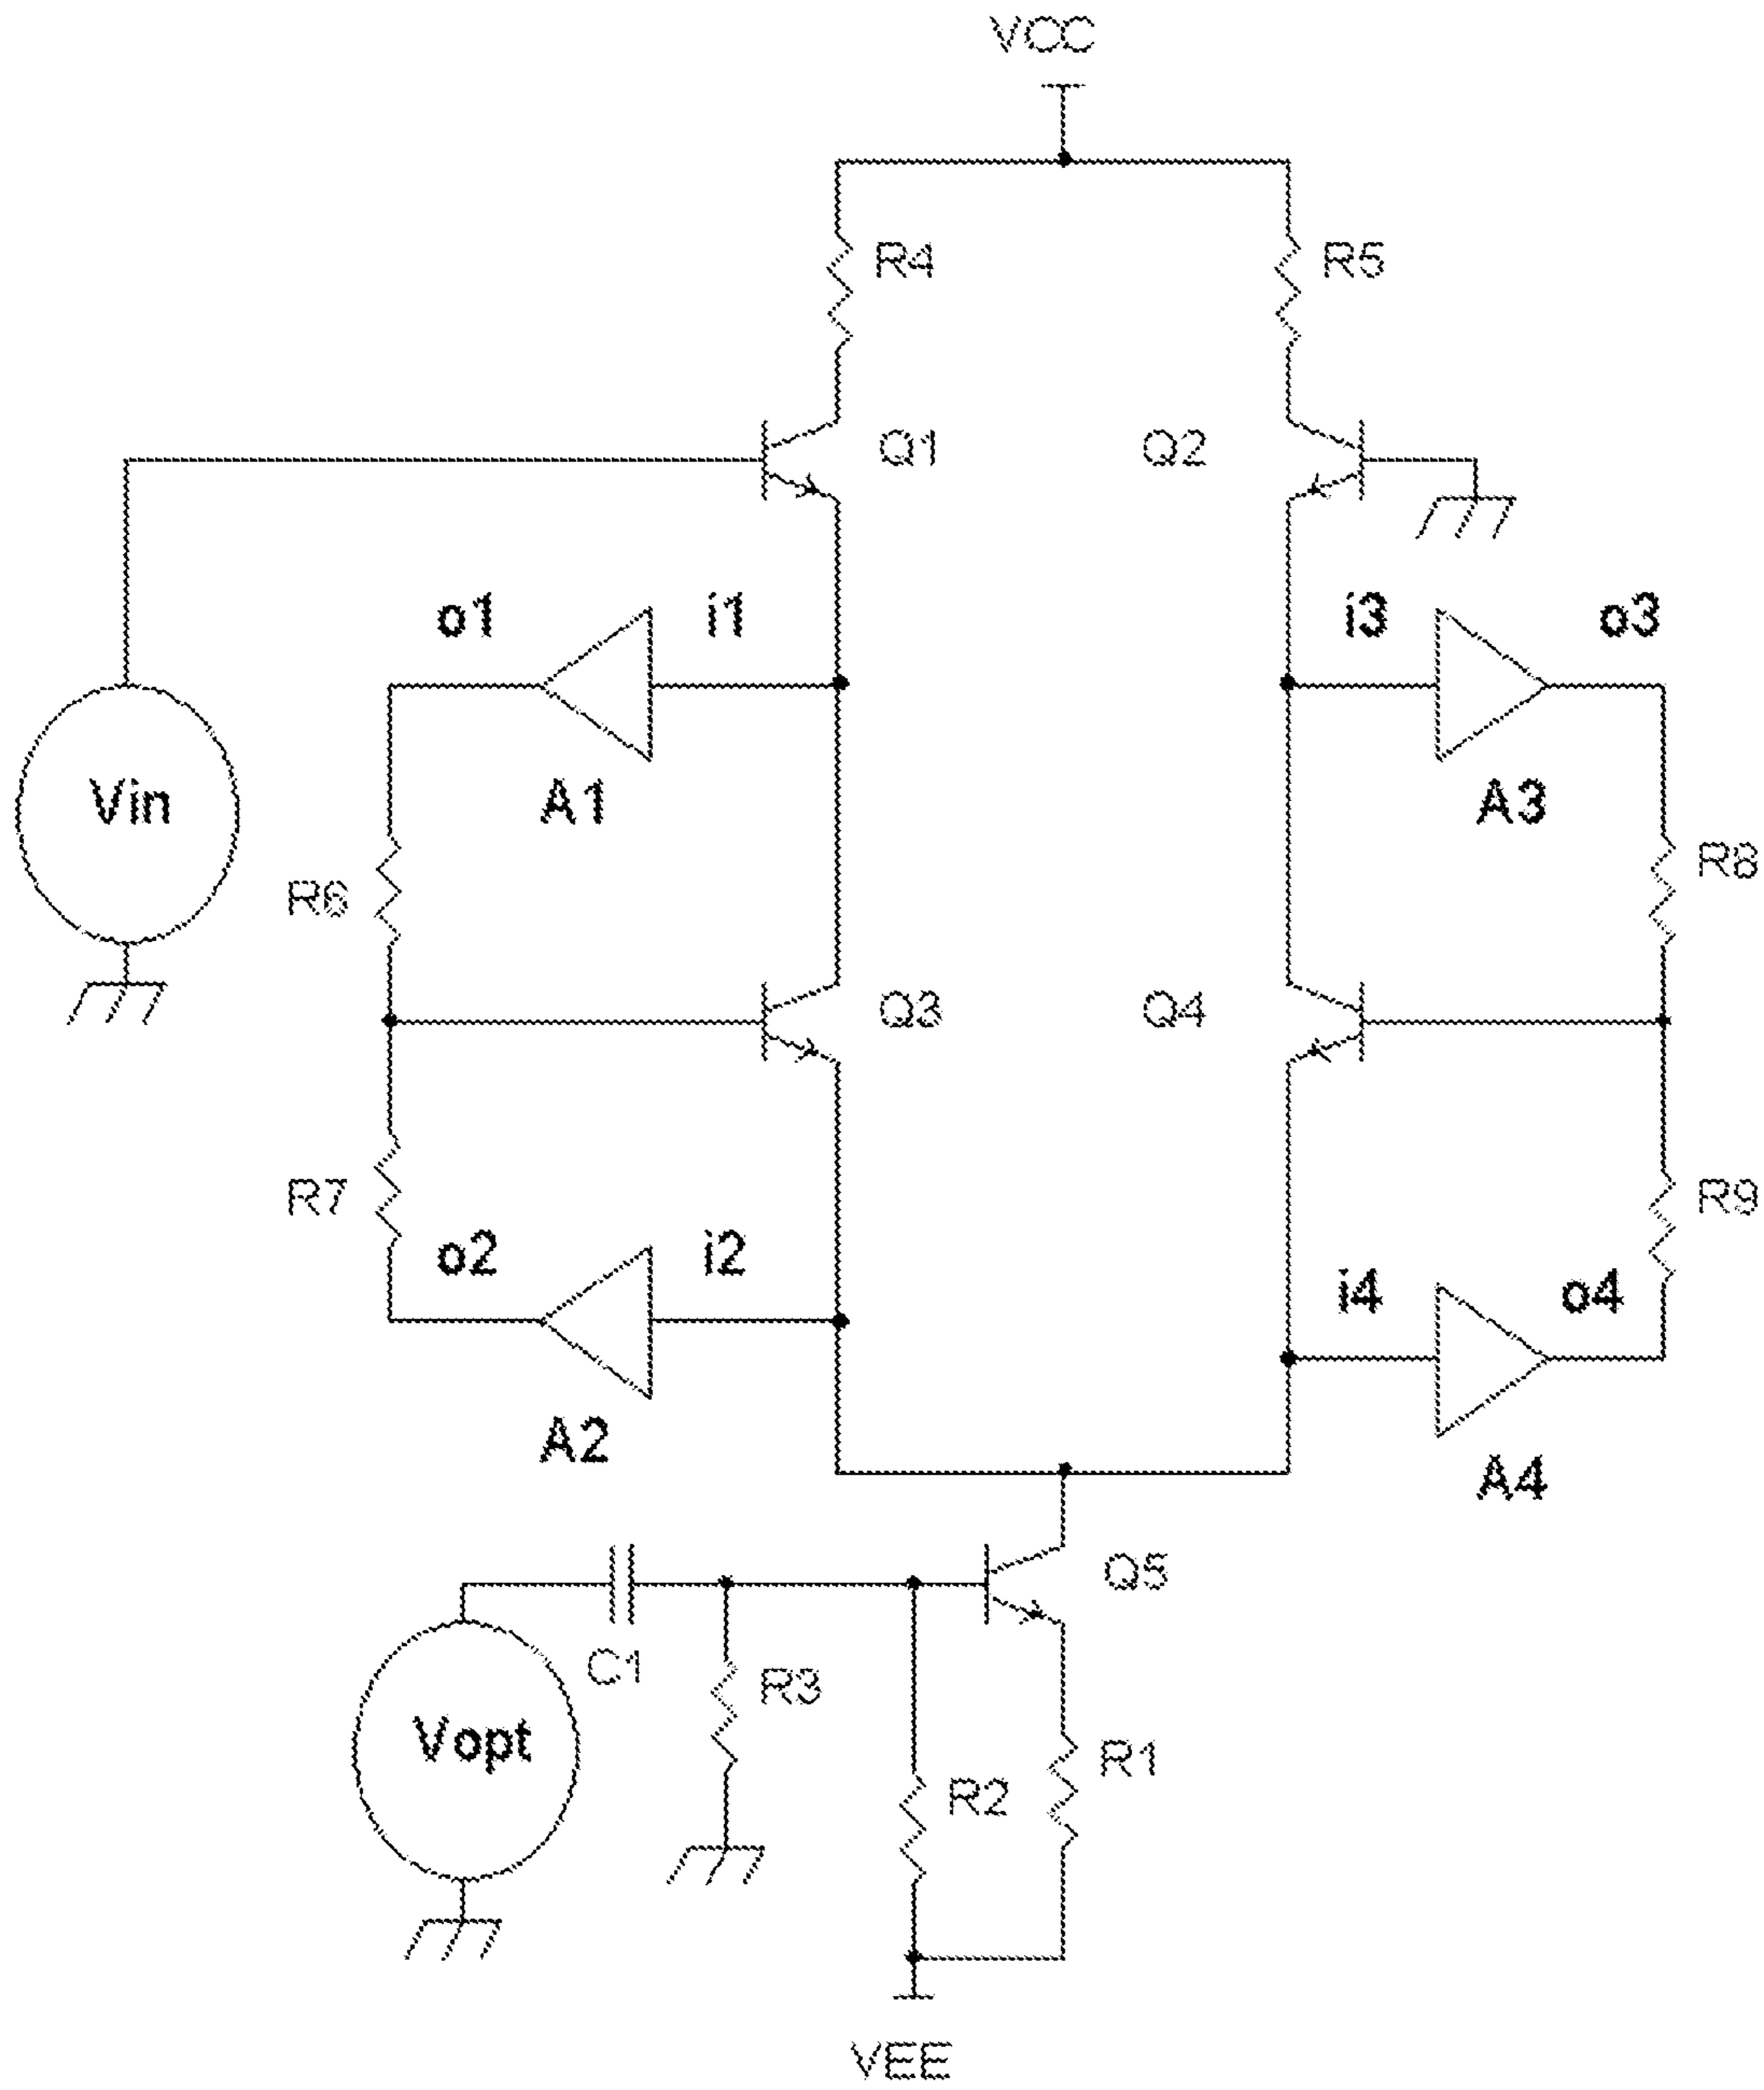 VCC
R4
R5
Q1
Q2
o1
i1
i3
o3
Vin
A1
A3
R6
R8
Q3
Q4
R7
R9
o2
i2
i4
o4
A2
A4
Q5
C1
R3
Vopt
R1
R2
VEE